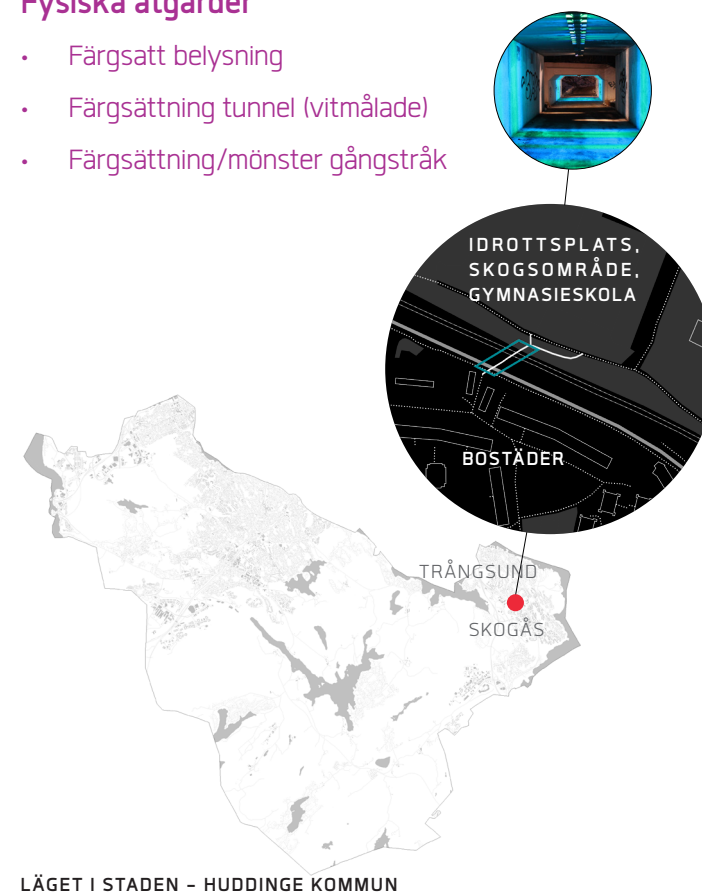 Fysiska åtgärder
• Färgsatt belysning
• Färgsättning tunnel (vitmålade)
• Färgsättning/mönster gångstråk
IDROTTSPLATS,
SKOGSOMRÅDE,
GYMNASIESKOLA
BOSTÄDER
TRÅNGSUND
SKOGÅS
LÄGET I STADEN – HUDDINGE KOMMUN